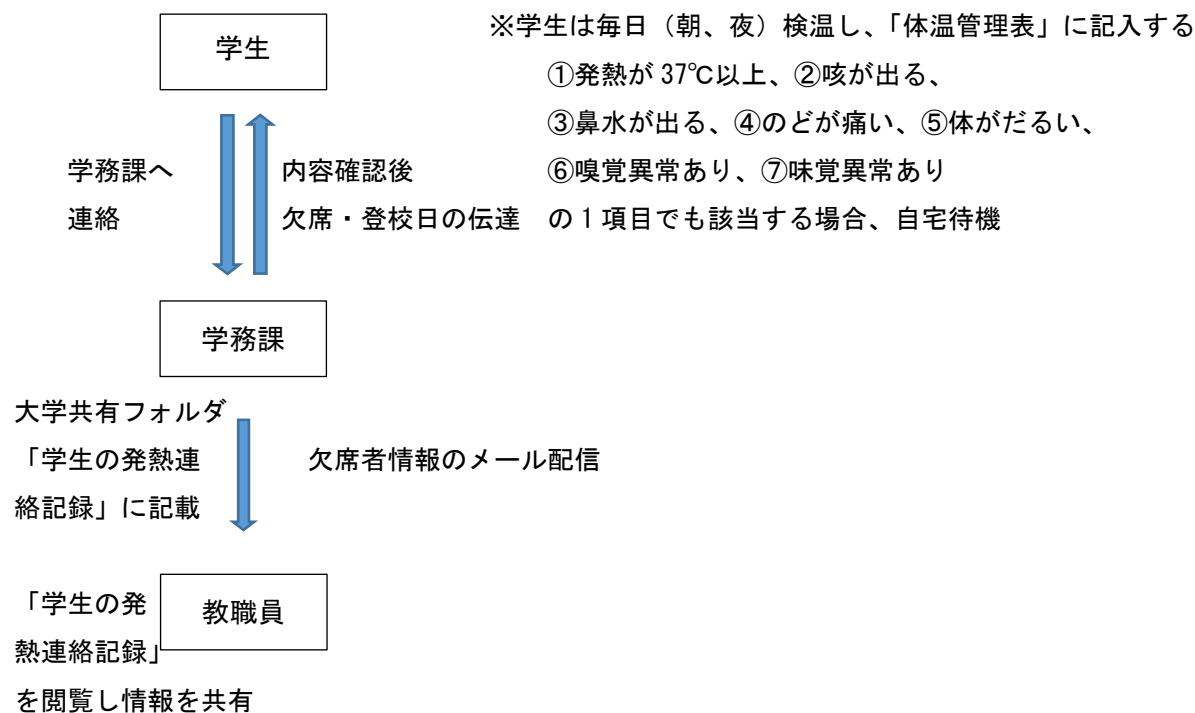 学生
※学生は毎日（朝、夜）検温し、「体温管理表」に記入する
①発熱が 37℃以上、②咳が出る、
③鼻水が出る、④のどが痛い、⑤体がだるい、
⑥嗅覚異常あり、⑦味覚異常あり
の 1 項目でも該当する場合、自宅待機
学務課へ
連絡
内容確認後
欠席・登校日の伝達
学務課
大学共有フォルダ
「学生の発熱連
絡記録」に記載
欠席者情報のメール配信
教職員
「学生の発
熱連絡記録」
を閲覧し情報を共有